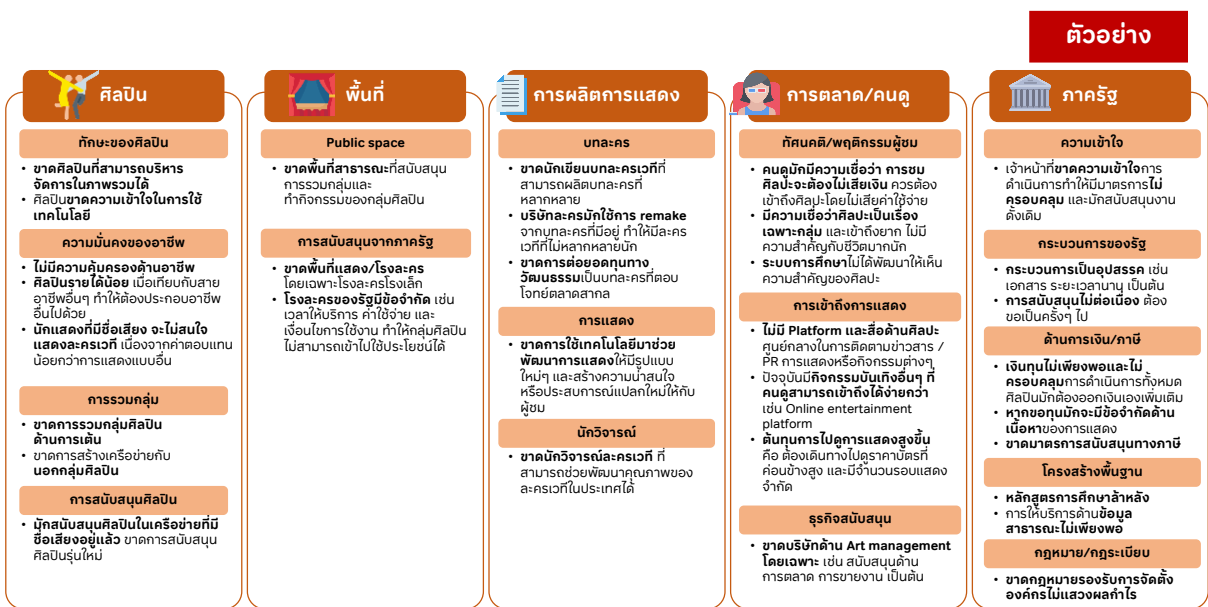 ตัวอย่าง
ศิลปิน
ทักษะของศิลปิน
• ขาดศิลปินที่สามารถบริหาร
จัดการในภาพรวมได้
• ศิลปินขาดความเข้าใจในการใช้
เทคโนโลยี
ความมั่นคงของอาชีพ
• ไม่มีความคุ้มครองด้านอาชีพ
• ศิลปินรายได้น้อย เมื่อเทียบกับสาย
อาชีพอื่นๆ ทำให้ต้องประกอบอาชีพ
อื่นไปด้วย
• นักแสดงที่มีชื่อเสียง จะไม่สนใจ
แสดงละครเวที เนื่องจากค่าตอบแทน
น้อยกว่าการแสดงแบบอื่น
การรวมกลุ่ม
• ขาดการรวมกลุ่มศิลปิน
ด้านการเต้น
• ขาดการสร้างเครือข่ายกับ
นอกกลุ่มศิลปิน
การสนับสนุนศิลปิน
• มักสนับสนุนศิลปินในเครือข่ายที่มี
ชื่อเสียงอยู่แล้ว ขาดการสนับสนุน
ศิลปินรุ่นใหม่
พื้นที่
Public space
• ขาดพื้นที่สาธารณะที่สนับสนุน
การรวมกลุ่มและ
ทำกิจกรรมของกลุ่มศิลปิน
การสนับสนุนจากภาครัฐ
• ขาดพื้นที่แสดง/โรงละคร
โดยเฉพาะโรงละครโรงเล็ก
• โรงละครของรัฐมีข้อจำกัด เช่น
เวลาให้บริการ ค่าใช้จ่าย และ
เงื่อนไขการใช้งาน ทำให้กลุ่มศิลปิน
ไม่สามารถเข้าไปใช้ประโยชน์ได้
การผลิตการแสดง
บทละคร
• ขาดนักเขียนบทละครเวทีที่
สามารถผลิตบทละครที่
หลากหลาย
• บริษัทละครมักใช้การ remake
จากบทละครที่มีอยู่ ทำให้มีละคร
เวทีที่ไม่หลากหลายนัก
• ขาดการต่อยอดทุนทาง
วัฒนธรรมเป็นบทละครที่ตอบ
โจทย์ตลาดสากล
การแสดง
• ขาดการใช้เทคโนโลยีมาช่วย
พัฒนาการแสดงให้มีรูปแบบ
ใหม่ๆ และสร้างความน่าสนใจ
หรือประสบการณ์แปลกใหม่ให้กับ
ผู้ชม
นักวิจารณ์
• ขาดนักวิจารณ์ละครเวที ที่
สามารถช่วยพัฒนาคุณภาพของ
ละครเวทีในประเทศได้
การตลาด/คนดู
ทัศนคติ/พฤติกรรมผู้ชม
• คนดูมักมีความเชื่อว่า การชม
ศิลปะจะต้องไม่เสียเงิน ควรต้อง
เข้าถึงศิลปะโดยไม่เสียค่าใช้จ่าย
• มีความเชื่อว่าศิลปะเป็นเรื่อง
เฉพาะกลุ่ม และเข้าถึงยาก ไม่มี
ความสำคัญกับชีวิตมากนัก
• ระบบการศึกษาไม่ได้พัฒนาให้เห็น
ความสำคัญของศิลปะ
การเข้าถึงการแสดง
• ไม่มี Platform และสื่อด้านศิลปะ
ศูนย์กลางในการติดตามข่าวสาร /
PR การแสดงหรือกิจกรรมต่างๆ
• ปัจจุบันมีกิจกรรมบันเทิงอื่นๆ ที่
คนดูสามารถเข้าถึงได้ง่ายกว่า
เช่น Online entertainment
platform
• ต้นทุนการไปดูการแสดงสูงขึ้น
คือ ต้องเดินทางไปดูราคาบัตรที่
ค่อนข้างสูง และมีจำนวนรอบแสดง
จำกัด
ธุรกิจสนับสนุน
• ขาดบริษัทด้าน Art management
โดยเฉพาะ เช่น สนับสนุนด้าน
การตลาด การขายงาน เป็นต้น
ภาครัฐ
ความเข้าใจ
• เจ้าหน้าที่ขาดความเข้าใจการ
ดำเนินการทำให้มีมาตรการไม่
ครอบคลุม และมักสนับสนุนงาน
ดั้งเดิม
กระบวนการของรัฐ
• กระบวนการเป็นอุปสรรค เช่น
เอกสาร ระยะเวลานาน เป็นต้น
• การสนับสนุนไม่ต่อเนื่อง ต้อง
ขอเป็นครั้งๆ ไป
ด้านการเงิน/ภาษี
• เงินทุนไม่เพียงพอและไม่
ครอบคลุมการดำเนินการทั้งหมด
ศิลปินมักต้องออกเงินเองเพิ่มเติม
• หากขอทุนมักจะมีข้อจำกัดด้าน
เนื้อหาของการแสดง
• ขาดมาตรการสนับสนุนทางภาษี
โครงสร้างพื้นฐาน
• หลักสูตรการศึกษาล้าหลัง
• การให้บริการด้านข้อมูล
สาธารณะไม่เพียงพอ
กฎหมาย/กฎระเบียบ
• ขาดกฎหมายรองรับการจัดตั้ง
องค์กรไม่แสวงผลกำไร